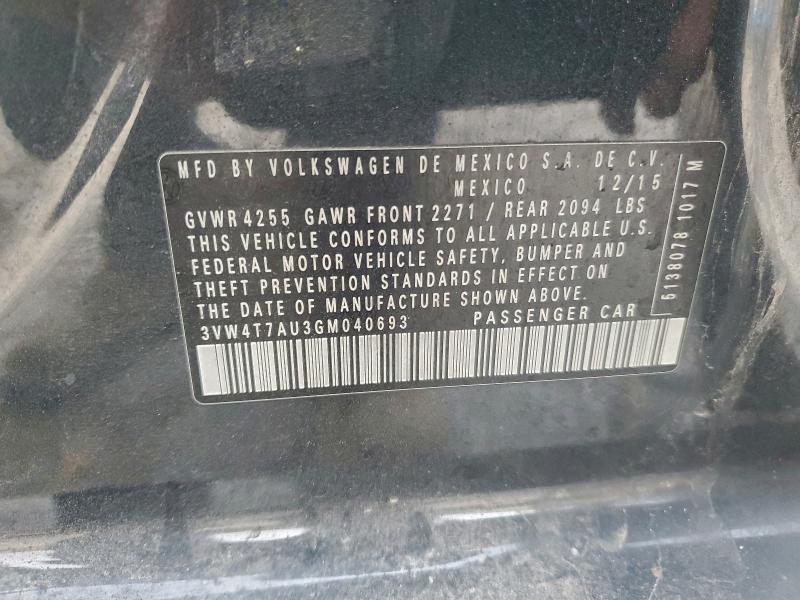 MFD BY VOLKSWAGEN DE MEXICO S.A. DE C.V.
MEXICO 12/15
GVWR 4255 GAWR FRONT 2271 / REAR 2094 LBS
THIS VEHICLE CONFORMS TO ALL APPLICABLE U.S.
FEDERAL MOTOR VEHICLE SAFETY, BUMPER AND
THEFT PREVENTION STANDARDS IN EFFECT ON
THE DATE OF MANUFACTURE SHOWN ABOVE.
3VW4T7AU3GM040693 PASSENGER CAR
5138078 1017 M